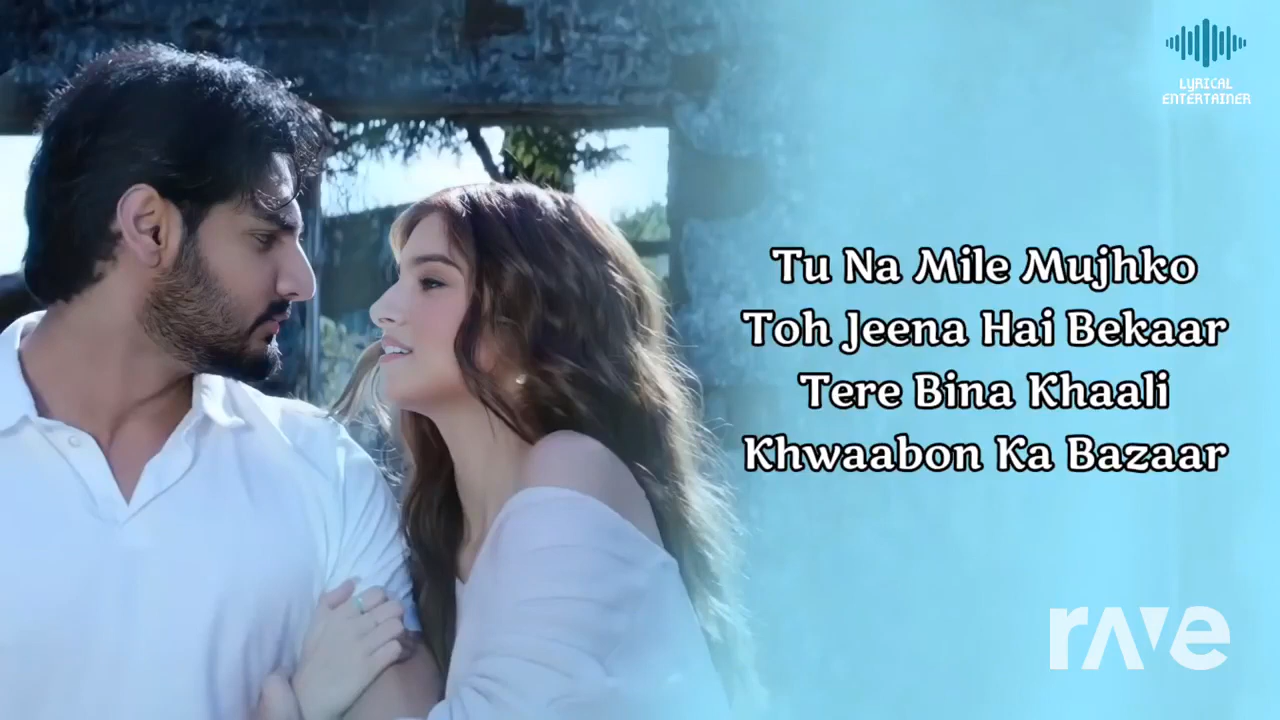 LYRICAL
ENTERTAINER
Tu Na Mile Mujhko
Toh Jeena Hai Bekaar
Tere Bina Khaali
Khwaabon Ka Bazaar
rave